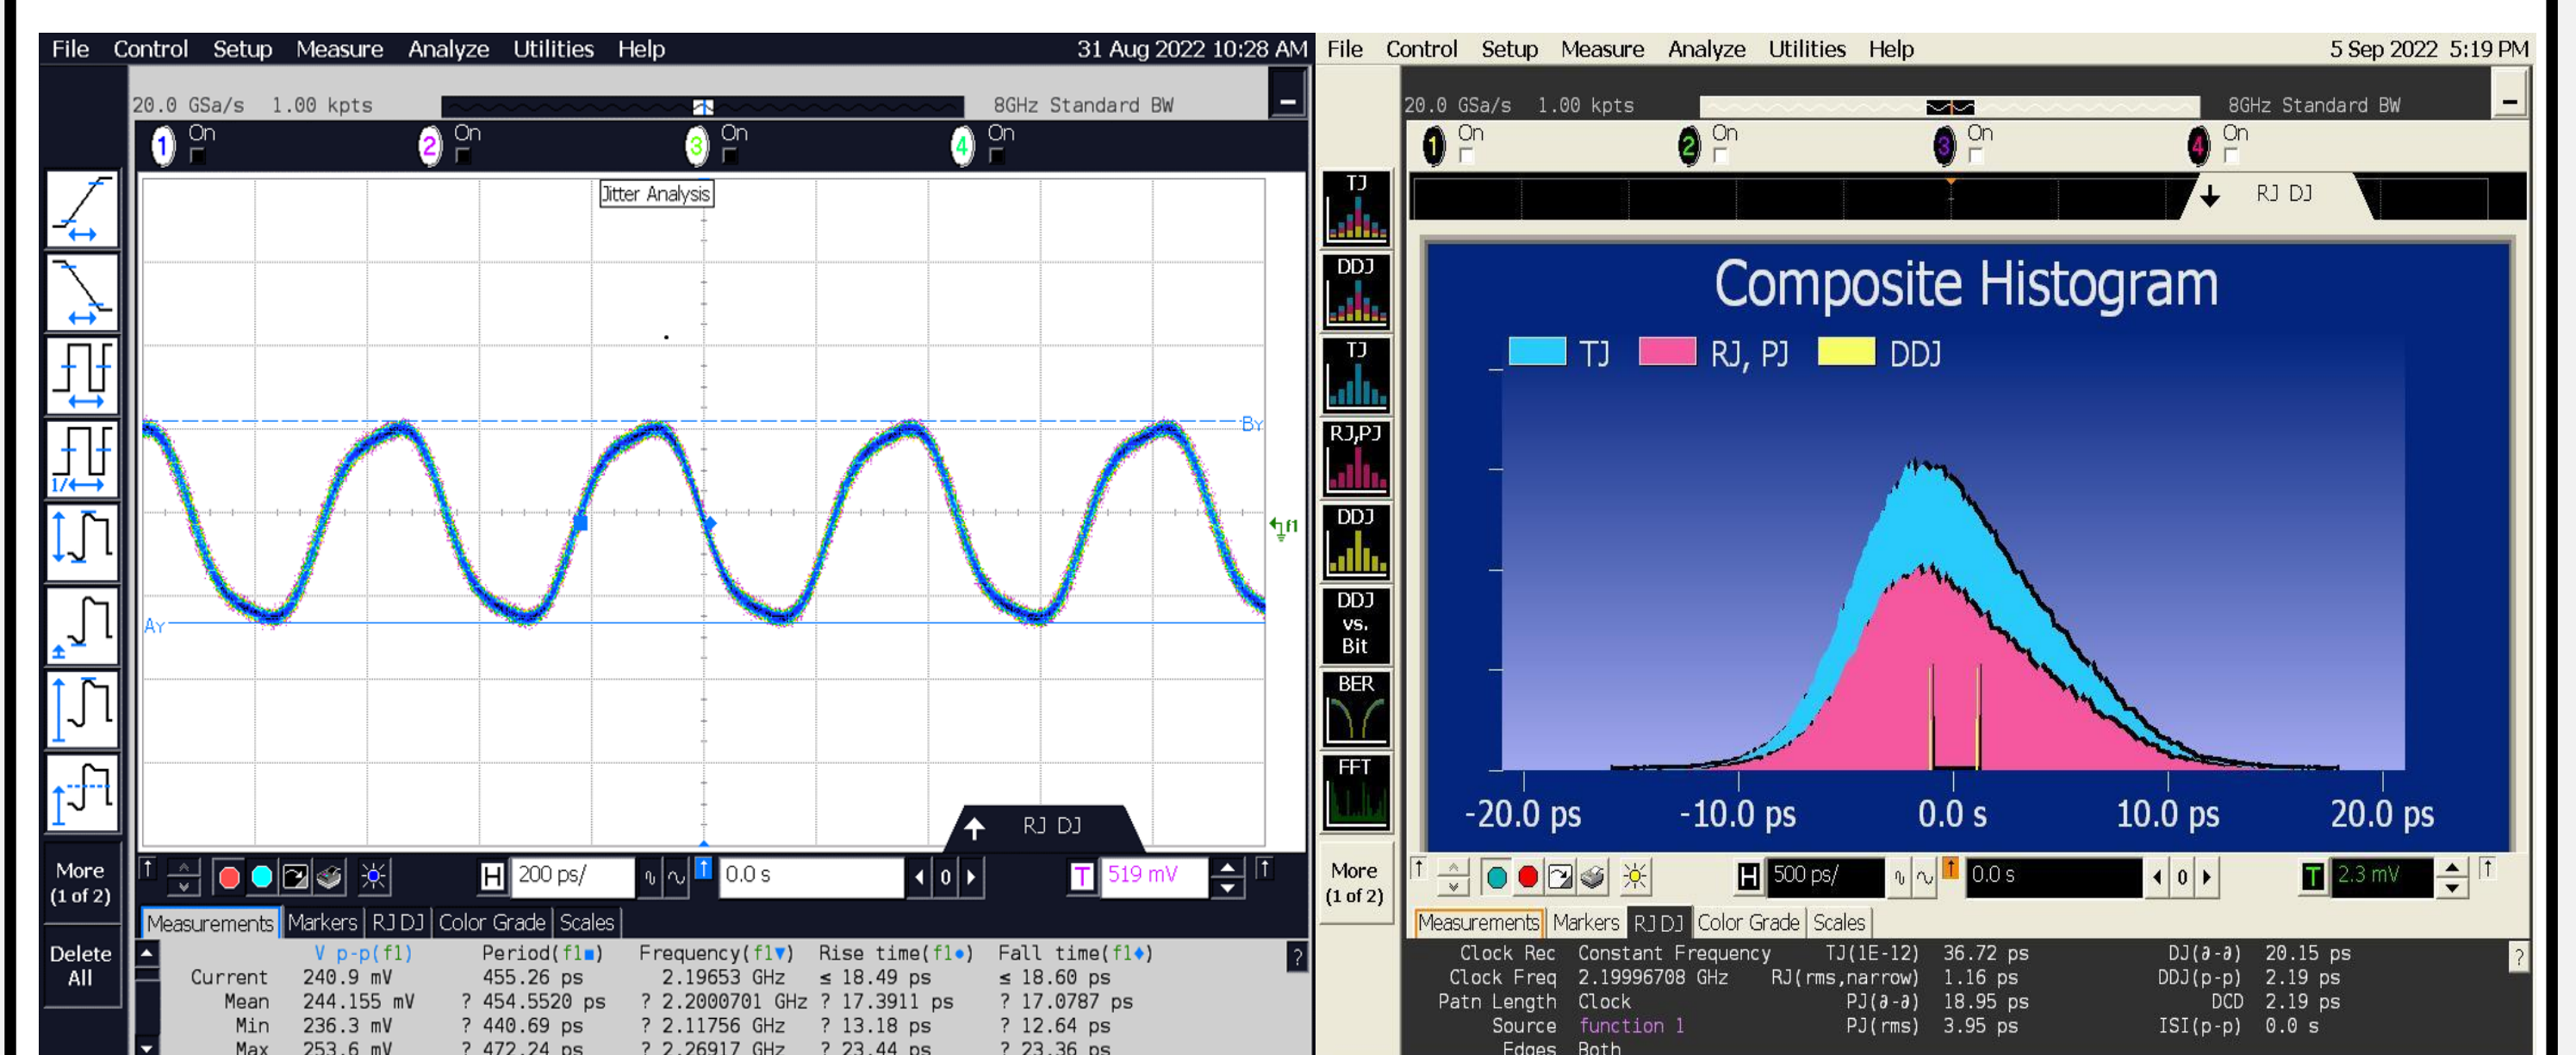 File Control Setup Measure Analyze Utilities Help 31 Aug 2022 10:28 AM
20.0 GSa/s 1.00 kpts 8GHz Standard BW
1 On 2 On 3 On 4 On
Jitter Analysis
By
f1
Ay
1/
RJ DJ
More
(1 of 2)
H 200 ps/ 0.0 s 0 T 519 mV
Delete
All
Measurements Markers RJ DJ Color Grade Scales
V p-p(f1) Period(f1■) Frequency(f1▼) Rise time(f1●) Fall time(f1♦) ?
Current 240.9 mV 455.26 ps 2.19653 GHz ≤ 18.49 ps ≤ 18.60 ps
Mean 244.155 mV ? 454.5520 ps ? 2.2000701 GHz ? 17.3911 ps ? 17.0787 ps
Min 236.3 mV ? 440.69 ps ? 2.11756 GHz ? 13.18 ps ? 12.64 ps
Max 253.6 mV ? 472.24 ps ? 2.26917 GHz ? 23.44 ps ? 23.36 ps
File Control Setup Measure Analyze Utilities Help 5 Sep 2022 5:19 PM
20.0 GSa/s 1.00 kpts 8GHz Standard BW
1 On 2 On 3 On 4 On
RJ DJ
TJ
DDJ
TJ
RJ,PJ
DDJ
DDJ
vs.
Bit
BER
FFT
More
(1 of 2)
Composite Histogram
TJ RJ, PJ DDJ
-20.0 ps -10.0 ps 0.0 s 10.0 ps 20.0 ps
H 500 ps/ 0.0 s 0 T 2.3 mV
Measurements Markers RJ DJ Color Grade Scales
Clock Rec Constant Frequency TJ(1E-12) 36.72 ps DJ(∂-∂) 20.15 ps ?
Clock Freq 2.19996708 GHz RJ(rms,narrow) 1.16 ps DDJ(p-p) 2.19 ps
Patn Length Clock PJ(∂-∂) 18.95 ps DCD 2.19 ps
Source function 1 PJ(rms) 3.95 ps ISI(p-p) 0.0 s
Edges Both